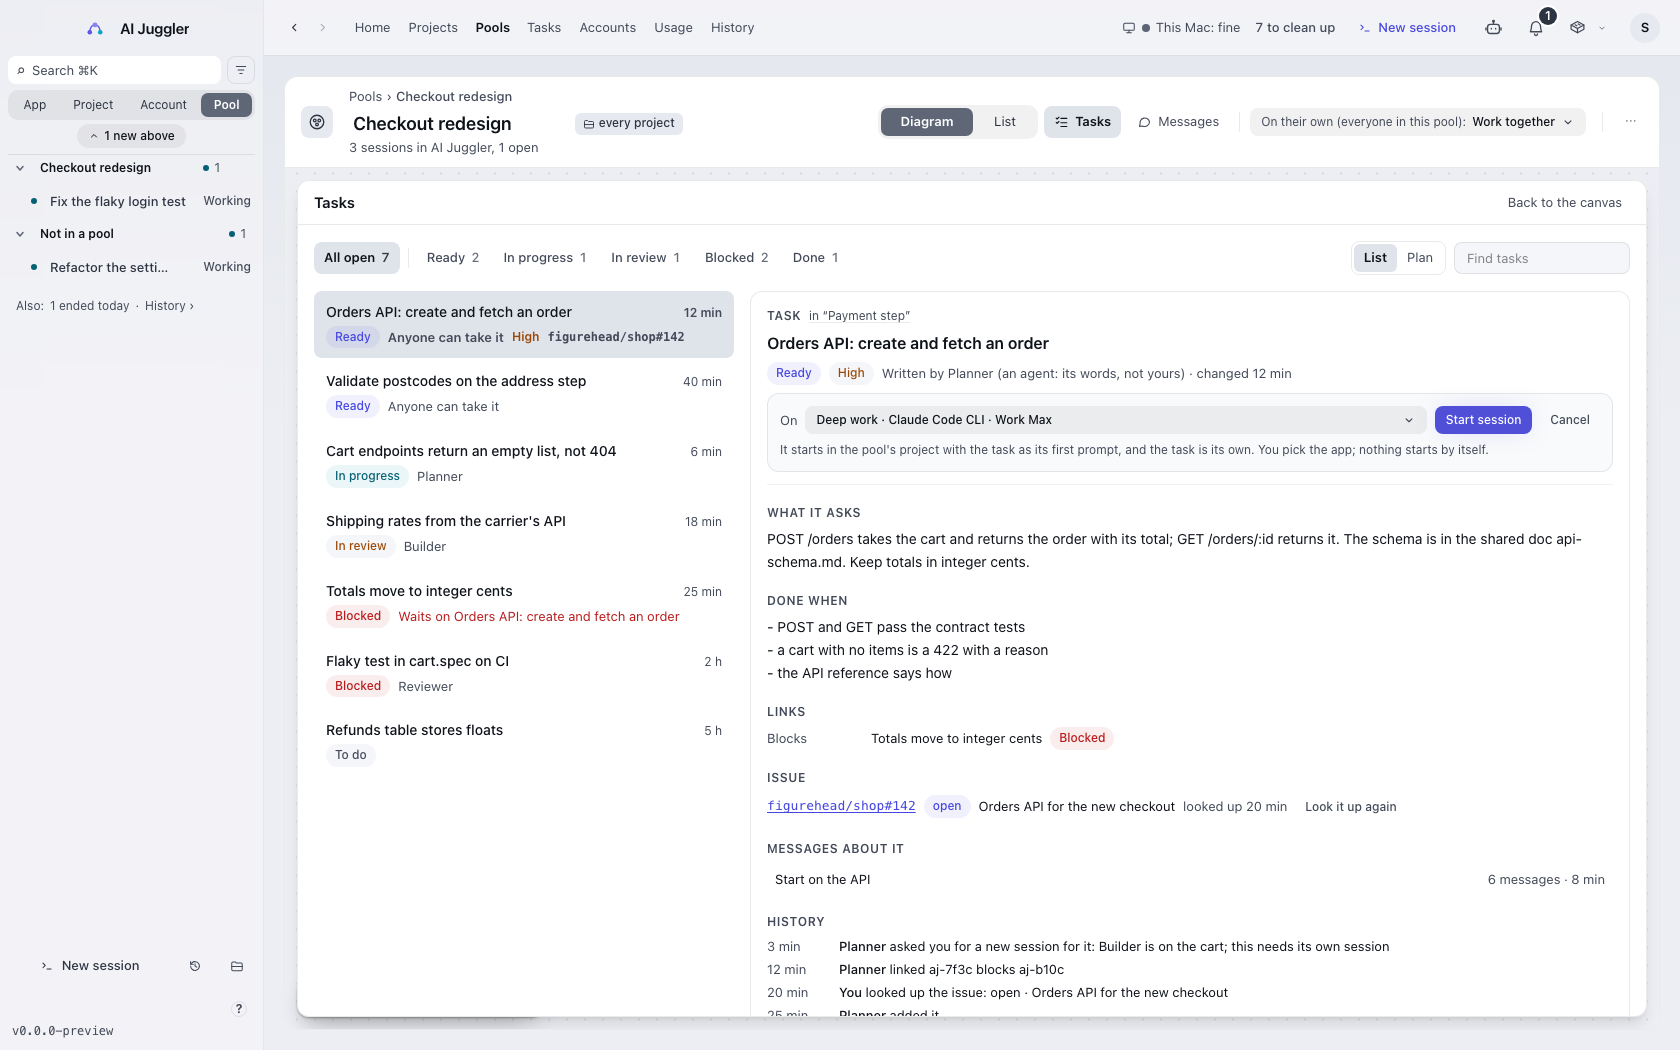 AI Juggler
Search ⌘K
App Project Account Pool
1 new above
Checkout redesign 1
Fix the flaky login test Working
Not in a pool 1
Refactor the setti... Working
Also: 1 ended today · History ›
New session
?
v0.0.0-preview
Home Projects Pools Tasks Accounts Usage History
This Mac: fine 7 to clean up New session 1 S
Pools › Checkout redesign
Checkout redesign every project
3 sessions in AI Juggler, 1 open
Diagram List Tasks Messages On their own (everyone in this pool): Work together ...
Tasks Back to the canvas
All open 7 Ready 2 In progress 1 In review 1 Blocked 2 Done 1 List Plan Find tasks
Orders API: create and fetch an order 12 min
Ready Anyone can take it High figurehead/shop#142
Validate postcodes on the address step 40 min
Ready Anyone can take it
Cart endpoints return an empty list, not 404 6 min
In progress Planner
Shipping rates from the carrier's API 18 min
In review Builder
Totals move to integer cents 25 min
Blocked Waits on Orders API: create and fetch an order
Flaky test in cart.spec on CI 2 h
Blocked Reviewer
Refunds table stores floats 5 h
To do
TASK in “Payment step”
Orders API: create and fetch an order
Ready High Written by Planner (an agent: its words, not yours) · changed 12 min
On Deep work · Claude Code CLI · Work Max Start session Cancel
It starts in the pool's project with the task as its first prompt, and the task is its own. You pick the app; nothing starts by itself.
WHAT IT ASKS
POST /orders takes the cart and returns the order with its total; GET /orders/:id returns it. The schema is in the shared doc api-
schema.md. Keep totals in integer cents.
DONE WHEN
- POST and GET pass the contract tests
- a cart with no items is a 422 with a reason
- the API reference says how
LINKS
Blocks Totals move to integer cents Blocked
ISSUE
figurehead/shop#142 open Orders API for the new checkout looked up 20 min Look it up again
MESSAGES ABOUT IT
Start on the API 6 messages · 8 min
HISTORY
3 min Planner asked you for a new session for it: Builder is on the cart; this needs its own session
12 min Planner linked aj-7f3c blocks aj-b10c
20 min You looked up the issue: open · Orders API for the new checkout
25 min Planner added it